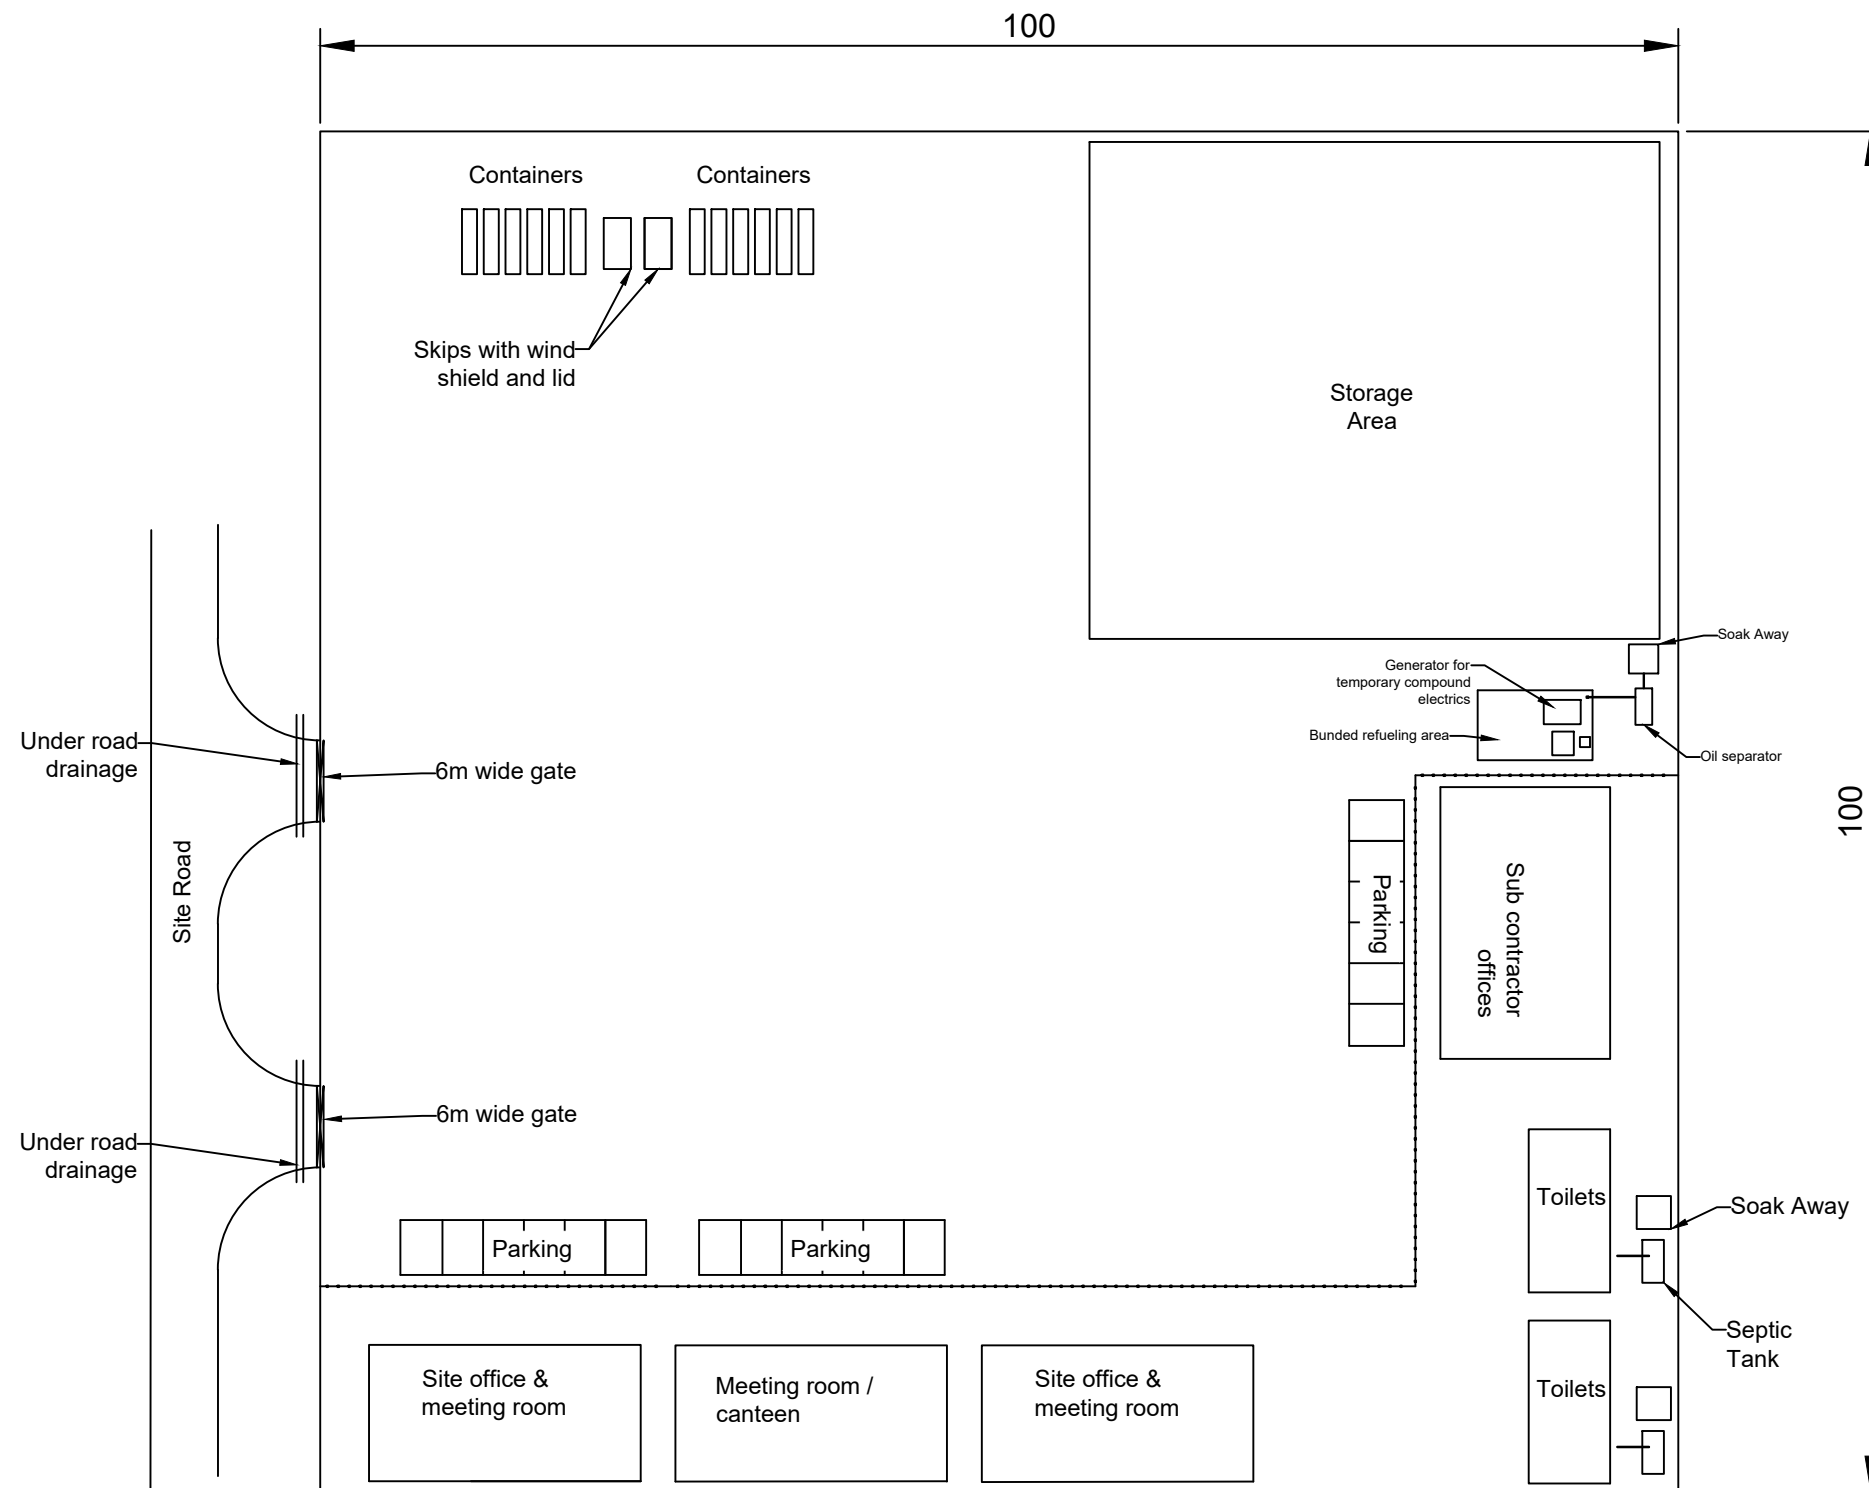 100
Containers
Containers
Skips with wind
shield and lid
Storage
Area
Soak Away
Generator for
temporary compound
electrics
Bunded refueling area
Oil separator
Under road
drainage
6m wide gate
100
Site Road
Parking
Sub contractor
offices
6m wide gate
Under road
drainage
Toilets
Soak Away
Parking
Parking
Septic
Tank
Site office &
meeting room
Meeting room /
canteen
Site office &
meeting room
Toilets